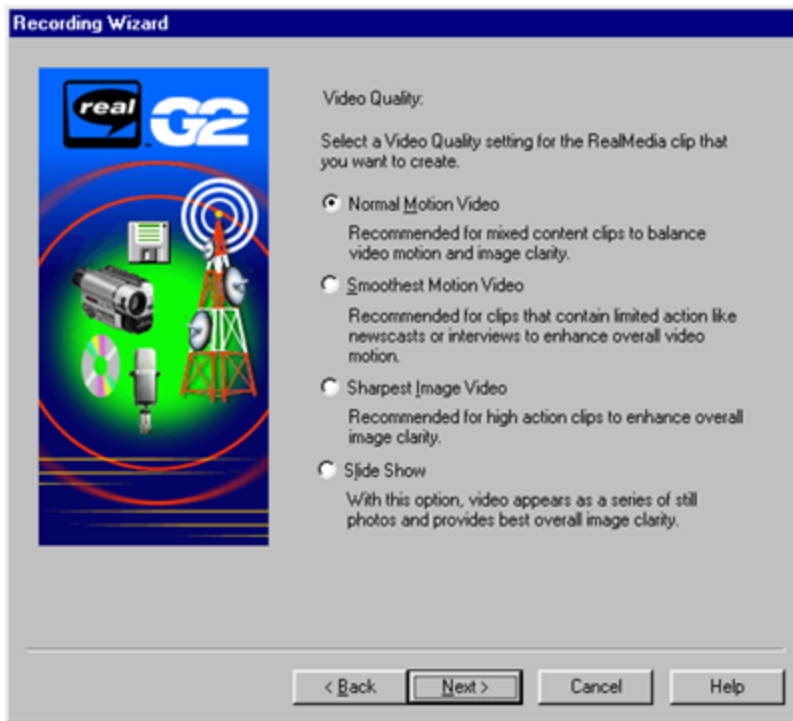 Recording Wizard
real
G2
Video Quality:
Select a Video Quality setting for the RealMedia clip that
you want to create.
Normal Motion Video
Recommended for mixed content clips to balance
video motion and image clarity.
Smoothest Motion Video
Recommended for clips that contain limited action like
newscasts or interviews to enhance overall video
motion.
Sharpest Image Video
Recommended for high action clips to enhance overall
image clarity.
Slide Show
With this option, video appears as a series of still
photos and provides best overall image clarity.
< Back
Next >
Cancel
Help